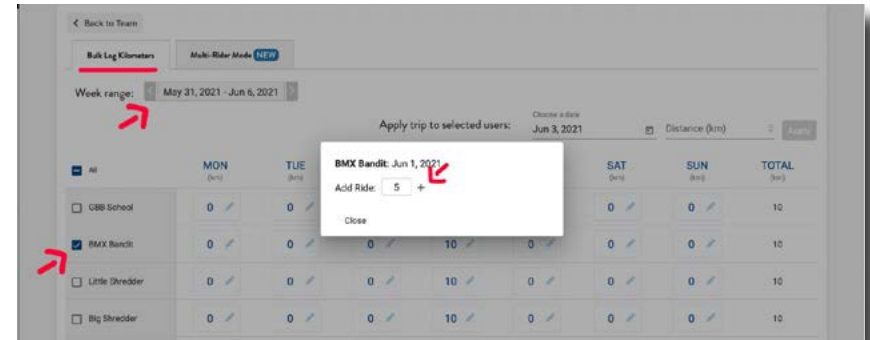 Back to Team
Bulk Log Kilometers Multi-Rider Mode NEW
Week range: May 31, 2021 - Jun 6, 2021
Apply trip to selected users: Choose a date Jun 3, 2021 Distance (km) Apply
All MON (km) TUE (km) SAT (km) SUN (km) TOTAL (km)
BMX Bandit: Jun 1, 2021
Add Ride: 5 +
Close
GBB School 0 0 0 0 10
BMX Bandit 0 0 0 10 0 0 0 10
Little Shredder 0 0 0 10 0 0 0 10
Big Shredder 0 0 0 10 0 0 0 10